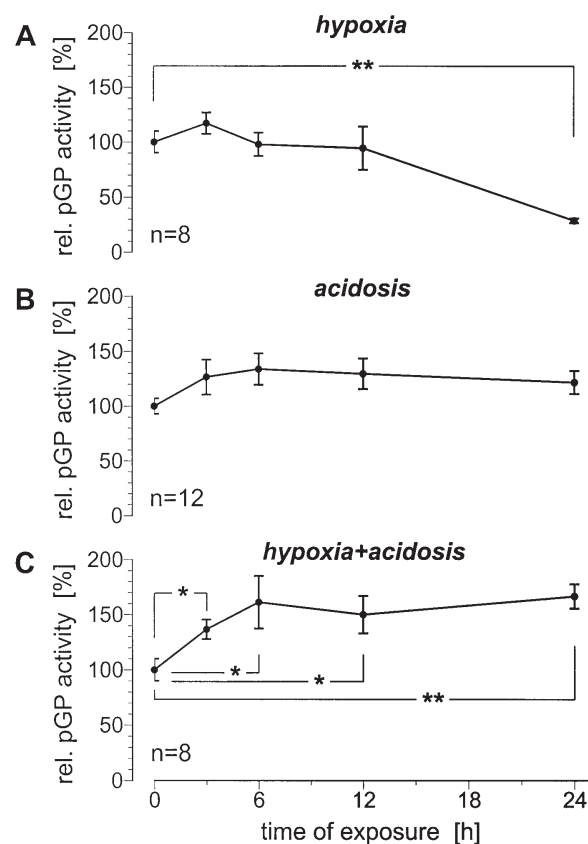 A
hypoxia
rel. pGP activity [%]
200
150
100
50
0
**
n=8
B
acidosis
rel. pGP activity [%]
200
150
100
50
0
n=12
C
hypoxia+acidosis
rel. pGP activity [%]
200
150
100
50
0
*
*
*
**
n=8
0 6 12 18 24
time of exposure [h]